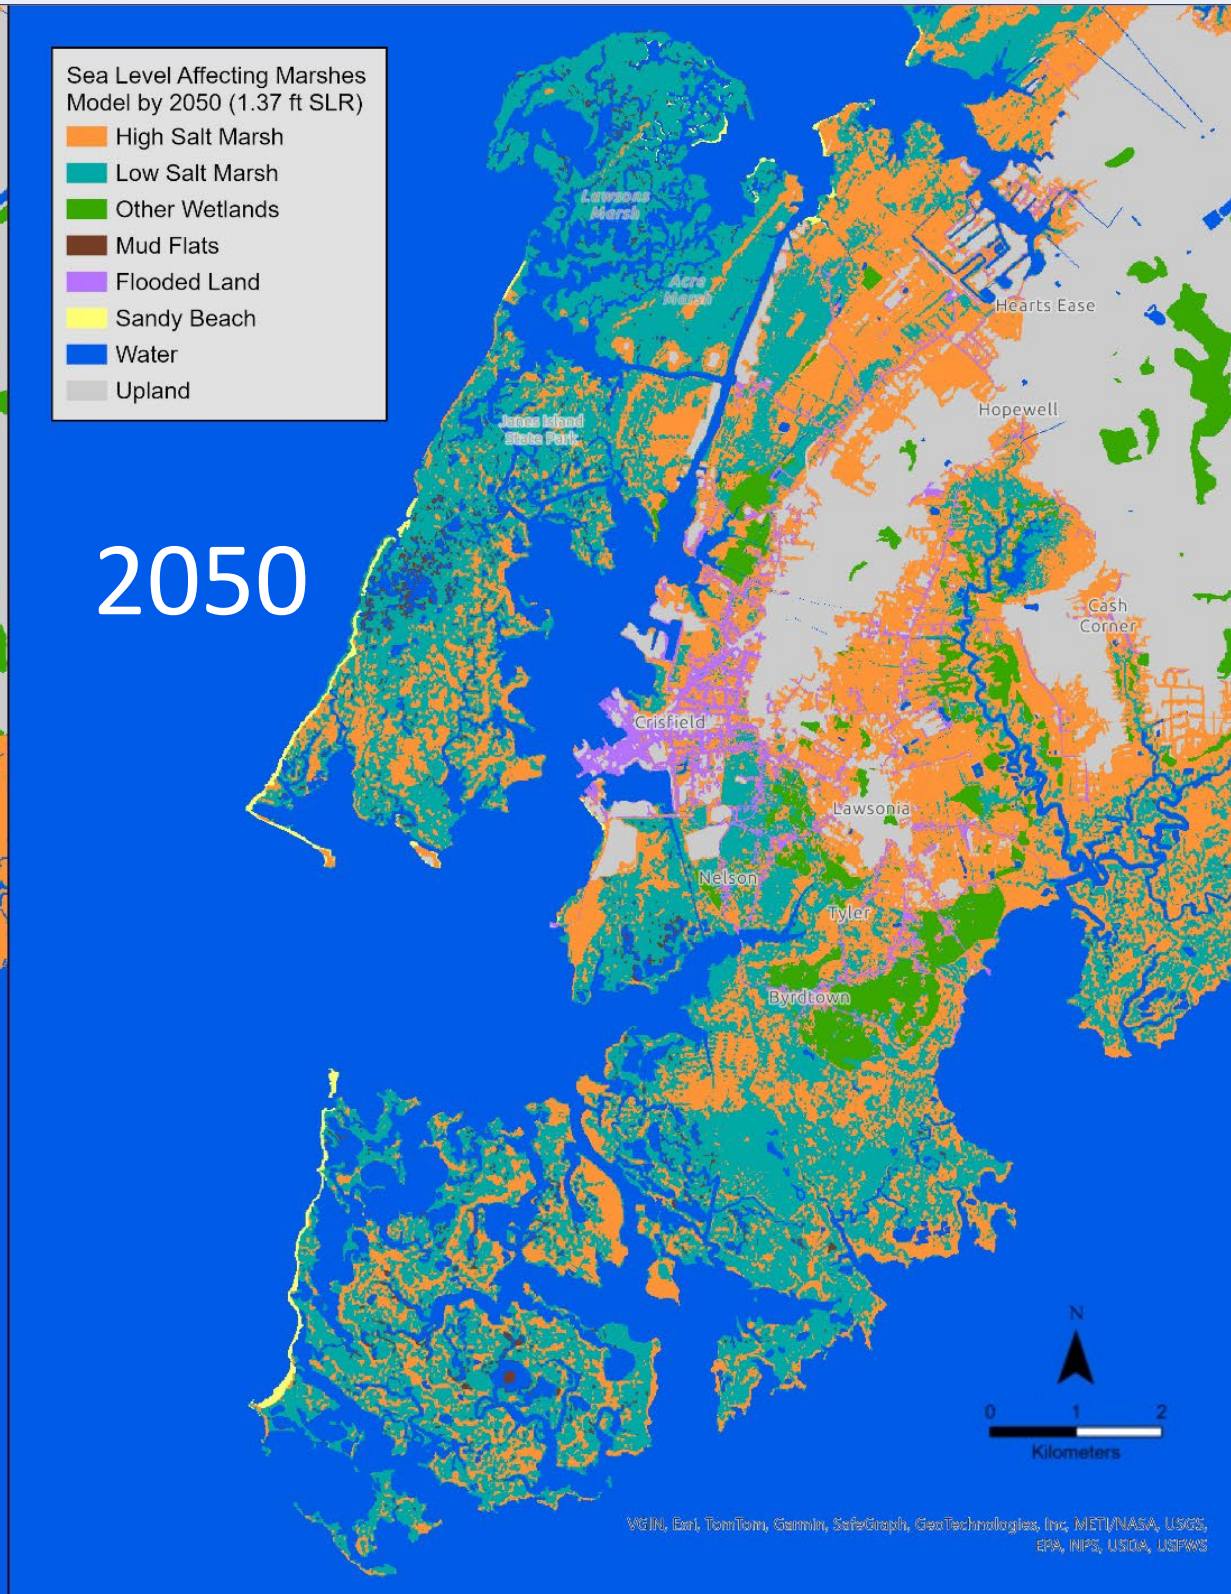 Sea Level Affecting Marshes
Model by 2050 (1.37 ft SLR)
High Salt Marsh
Low Salt Marsh
Other Wetlands
Mud Flats
Flooded Land
Sandy Beach
Water
Upland
Lawsons
Marsh
Acre
Marsh
Hearts Ease
Hopewell
Janes Island
State Park
2050
Cash
Corner
Crisfield
Lawsonia
Nelson
Tyler
Byrdtown
N
0 1 2
Kilometers
VGIN, Esri, TomTom, Garmin, SafeGraph, GeoTechnologies, Inc, METI/NASA, USGS,
EPA, NPS, USDA, USFWS